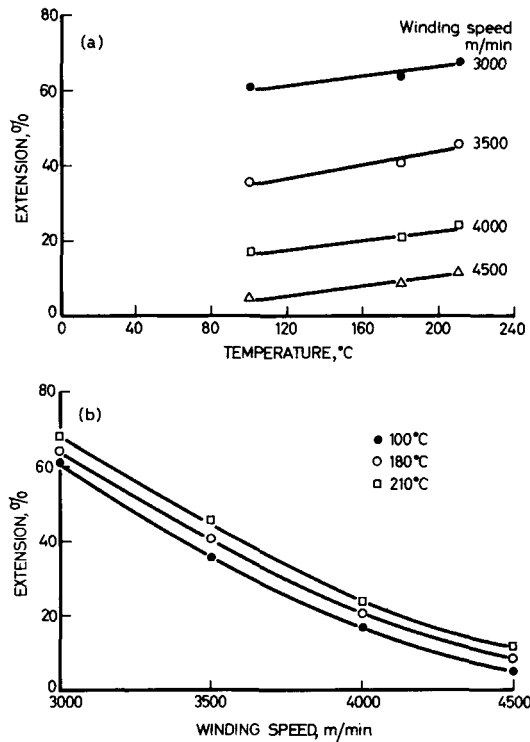 (a)
Winding speed
m/min
80
60
40
20
0
3000
3500
4000
4500
0 40 80 120 160 200 240
EXTENSION, %
TEMPERATURE, °C
(b)
80
60
40
20
0
100°C
180°C
210°C
3000 3500 4000 4500
EXTENSION, %
WINDING SPEED, m/min